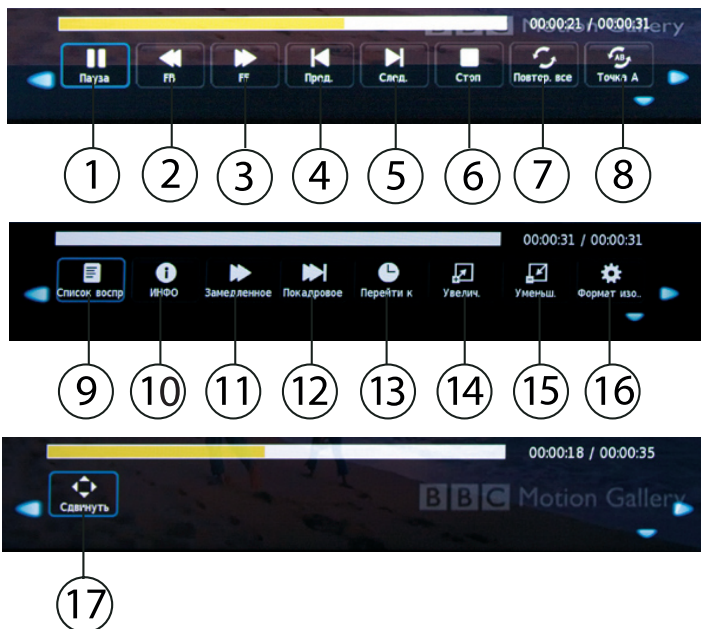 00:00:21 / 00:00:31
BBC Motion Gallery
Пауза FB FF Пред. След. Стоп Повтор. все Точка A
1 2 3 4 5 6 7 8
00:00:31 / 00:00:31
Список воспр ИНФО Замедленное Покадровое Перейти к Увелич. Уменьш. Формат изо..
9 10 11 12 13 14 15 16
00:00:18 / 00:00:35
BBC Motion Gallery
Сдвинуть
17